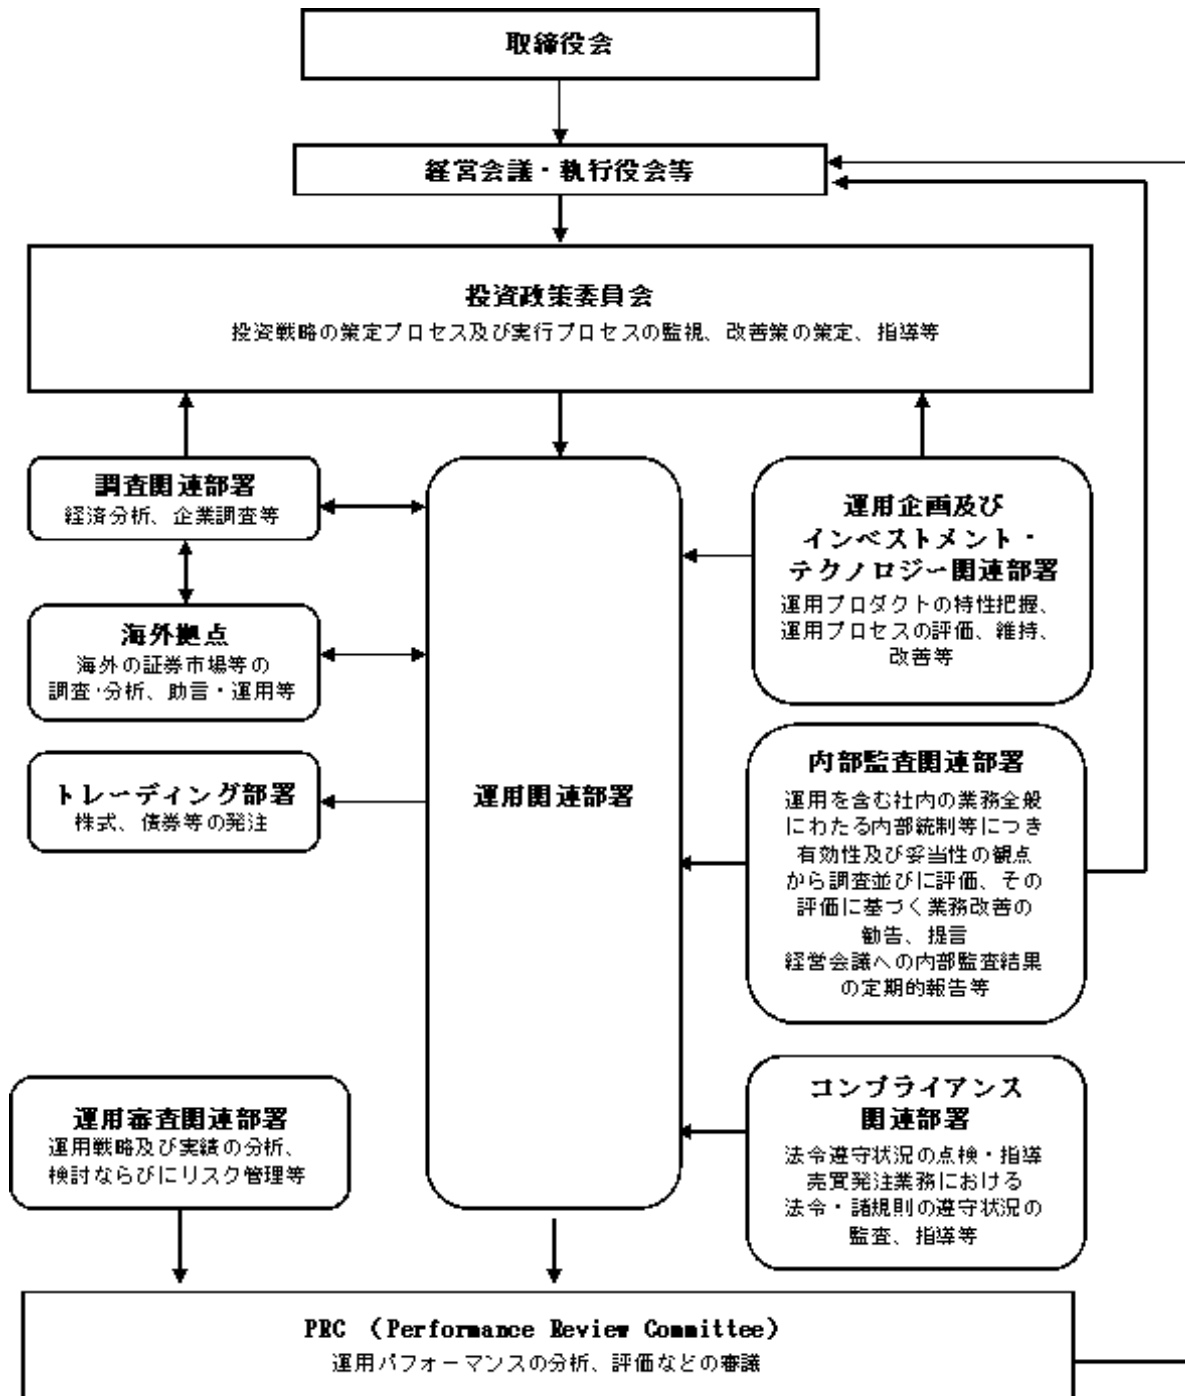 取締役会
経営会議・執行役会等
投資政策委員会
投資戦略の策定プロセス及び実行プロセスの監視、改善策の策定、指導等
調査関連部署
経済分析、企業調査等
海外拠点
海外の証券市場等の
調査・分析、助言・運用等
トレーディング部署
株式、債券等の発注
運用関連部署
運用企画及び
インベストメント・
テクノロジー関連部署
運用プロダクトの特性把握、
運用プロセスの評価、維持、
改善等
内部監査関連部署
運用を含む社内の業務全般
にわたる内部統制等につき
有効性及び妥当性の観点
から調査並びに評価、その
評価に基づく業務改善の
勧告、提言
経営会議への内部監査結果
の定期的報告等
コンプライアンス
関連部署
法令遵守状況の点検・指導
売買発注業務における
法令・諸規則の遵守状況の
監査、指導等
運用審査関連部署
運用戦略及び実績の分析、
検討ならびにリスク管理等
PRC （Performance Review Committee）
運用パフォーマンスの分析、評価などの審議